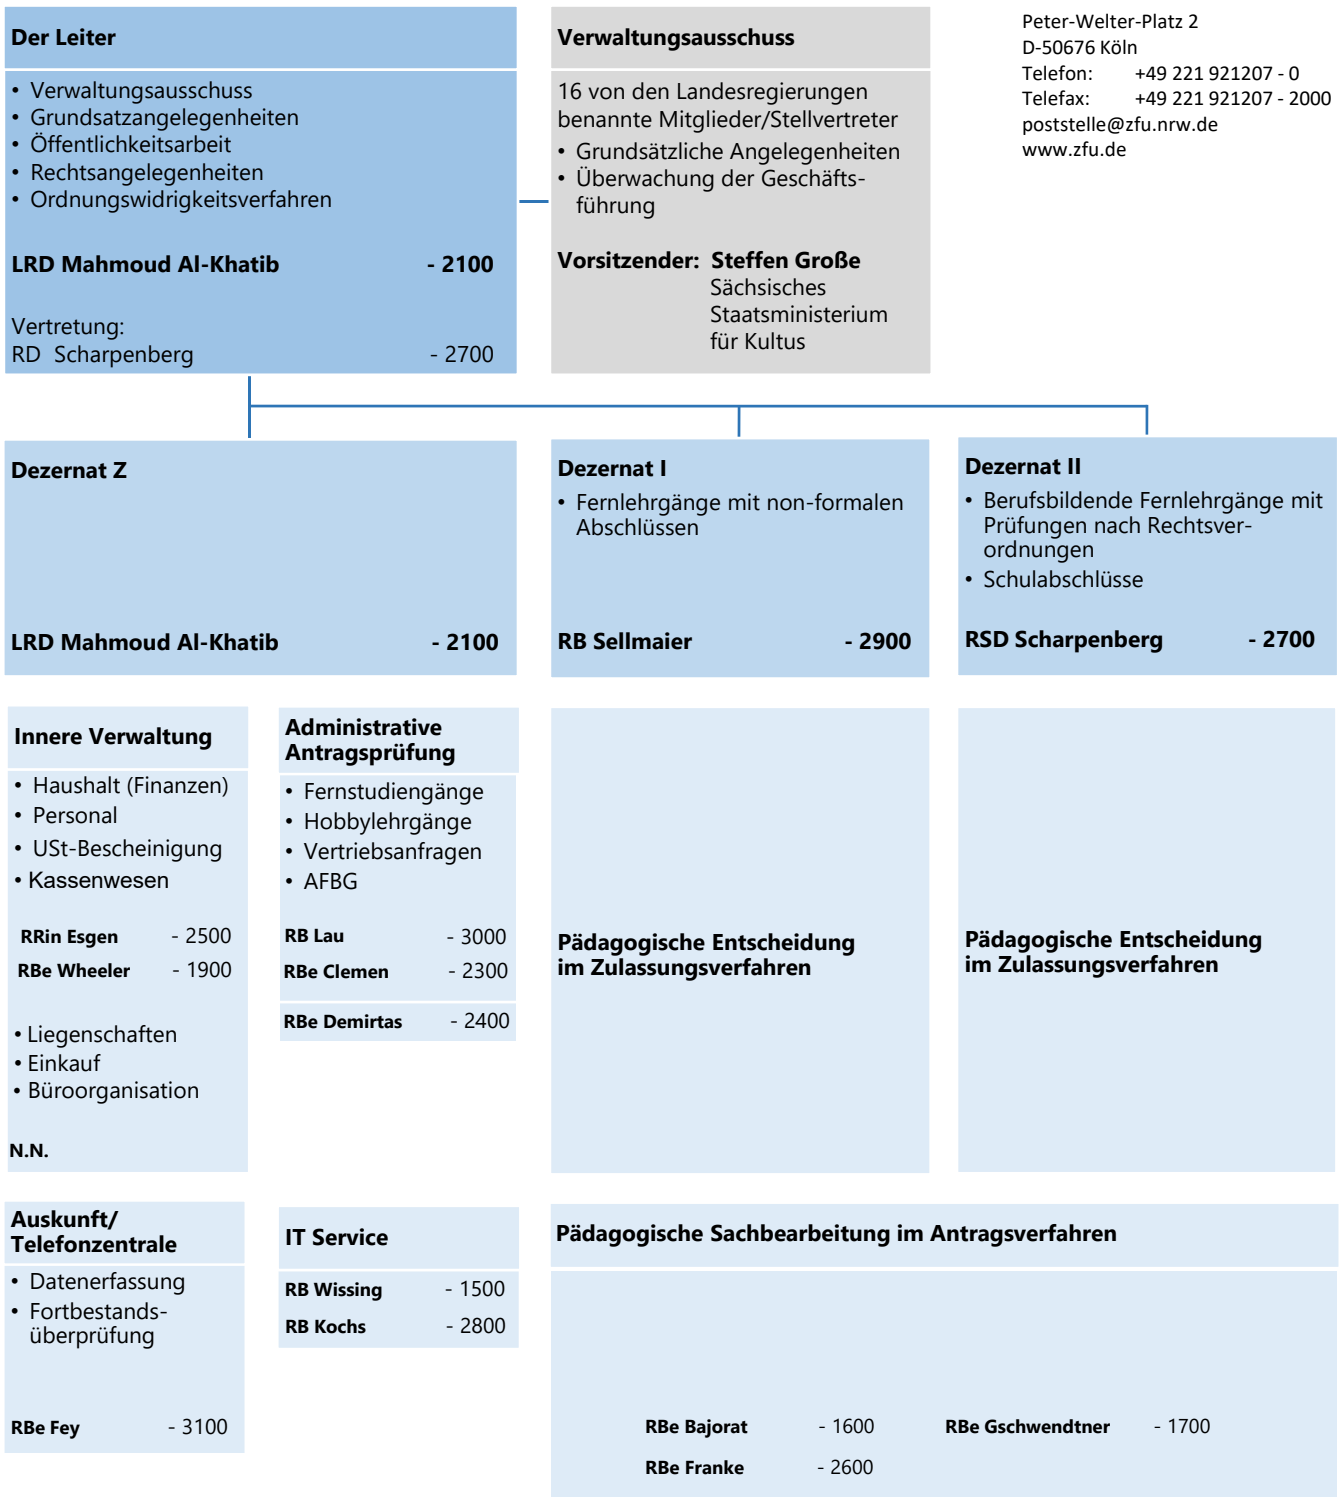 Der Leiter
• Verwaltungsausschuss
• Grundsatzangelegenheiten
• Öffentlichkeitsarbeit
• Rechtsangelegenheiten
• Ordnungswidrigkeitsverfahren
LRD Mahmoud Al-Khatib - 2100
Vertretung:
RD Scharpenberg - 2700
Verwaltungsausschuss
16 von den Landesregierungen
benannte Mitglieder/Stellvertreter
• Grundsätzliche Angelegenheiten
• Überwachung der Geschäfts-
führung
Vorsitzender: Steffen Große
Sächsisches
Staatsministerium
für Kultus
Peter-Welter-Platz 2
D-50676 Köln
Telefon: +49 221 921207 - 0
Telefax: +49 221 921207 - 2000
poststelle@zfu.nrw.de
www.zfu.de
Dezernat Z
LRD Mahmoud Al-Khatib - 2100
Dezernat I
• Fernlehrgänge mit non-formalen
Abschlüssen
RB Sellmaier - 2900
Dezernat II
• Berufsbildende Fernlehrgänge mit
Prüfungen nach Rechtsver-
ordnungen
• Schulabschlüsse
RSD Scharpenberg - 2700
Innere Verwaltung
• Haushalt (Finanzen)
• Personal
• USt-Bescheinigung
• Kassenwesen
RRin Esgen - 2500
RBe Wheeler - 1900
• Liegenschaften
• Einkauf
• Büroorganisation
N.N.
Administrative
Antragsprüfung
• Fernstudiengänge
• Hobbylehrgänge
• Vertriebsanfragen
• AFBG
RB Lau - 3000
RBe Clemen - 2300
RBe Demirtas - 2400
Pädagogische Entscheidung
im Zulassungsverfahren
Pädagogische Entscheidung
im Zulassungsverfahren
Auskunft/
Telefonzentrale
• Datenerfassung
• Fortbestands-
überprüfung
RBe Fey - 3100
IT Service
RB Wissing - 1500
RB Kochs - 2800
Pädagogische Sachbearbeitung im Antragsverfahren
RBe Bajorat - 1600 RBe Gschwendtner - 1700
RBe Franke - 2600